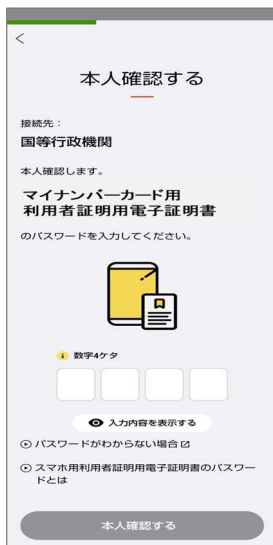 本人確認する
接続先：
国等行政機関
本人確認します。
マイナンバーカード用
利用者証明用電子証明書
のパスワードを入力してください。
数字4ケタ
入力内容を表示する
パスワードがわからない場合
スマホ用利用者証明用電子証明書のパスワー
ドとは
本人確認する